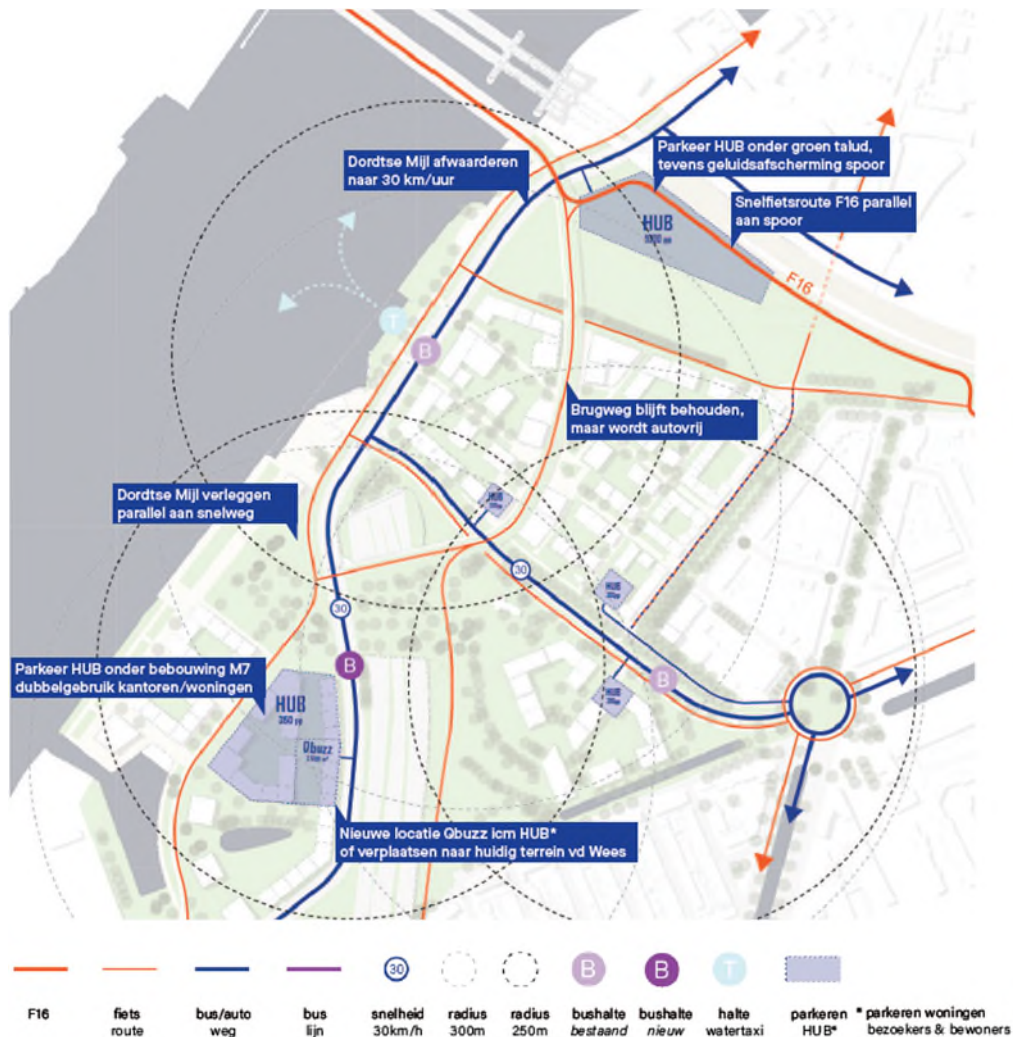 Dordtse Mijl afwaarderen
naar 30 km/uur
Parkeer HUB onder groen talud,
tevens geluidsafscherming spoor
Snelfietsroute F16 parallel
aan spoor
HUB
F16
T
B
Brugweg blijft behouden,
maar wordt autovrij
Dordtse Mijl verleggen
parallel aan snelweg
HUB
30
HUB
30
Parkeer HUB onder bebouwing M7
dubbelgebruik kantoren/woningen
B
B
HUB
HUB
350 pp
Qbuzz
Nieuwe locatie Qbuzz icm HUB*
of verplaatsen naar huidig terrein vd Wees
30
B
B
T
F16
fiets
route
bus/auto
weg
bus
lijn
snelheid
30km/h
radius
300m
radius
250m
bushalte
bestaand
bushalte
nieuw
halte
watertaxi
parkeren
HUB*
* parkeren woningen
bezoekers & bewoners